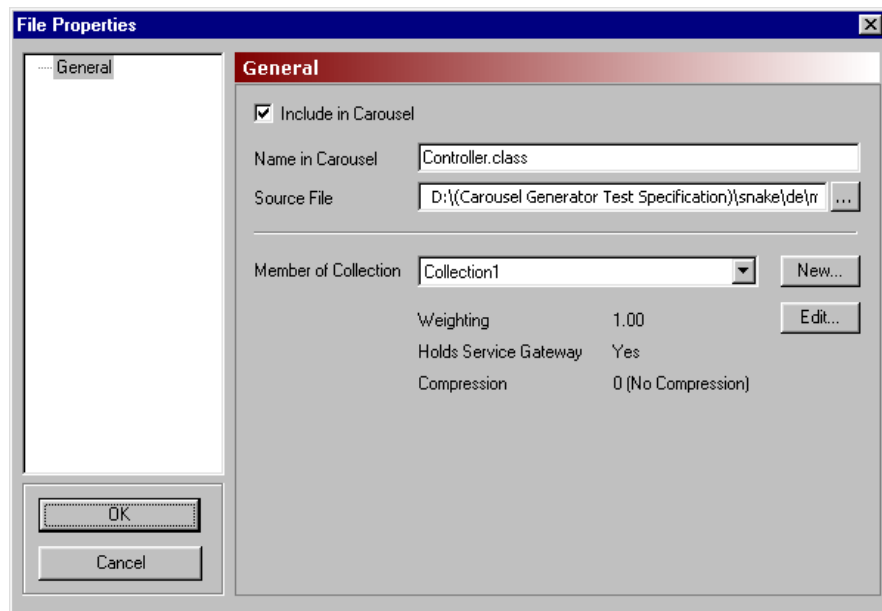 File Properties
General
General
Include in Carousel
Name in Carousel Controller.class
Source File D:\(Carousel Generator Test Specification)\snake\de\
...
Member of Collection Collection1 New...
Weighting 1.00 Edit...
Holds Service Gateway Yes
Compression 0 (No Compression)
OK
Cancel